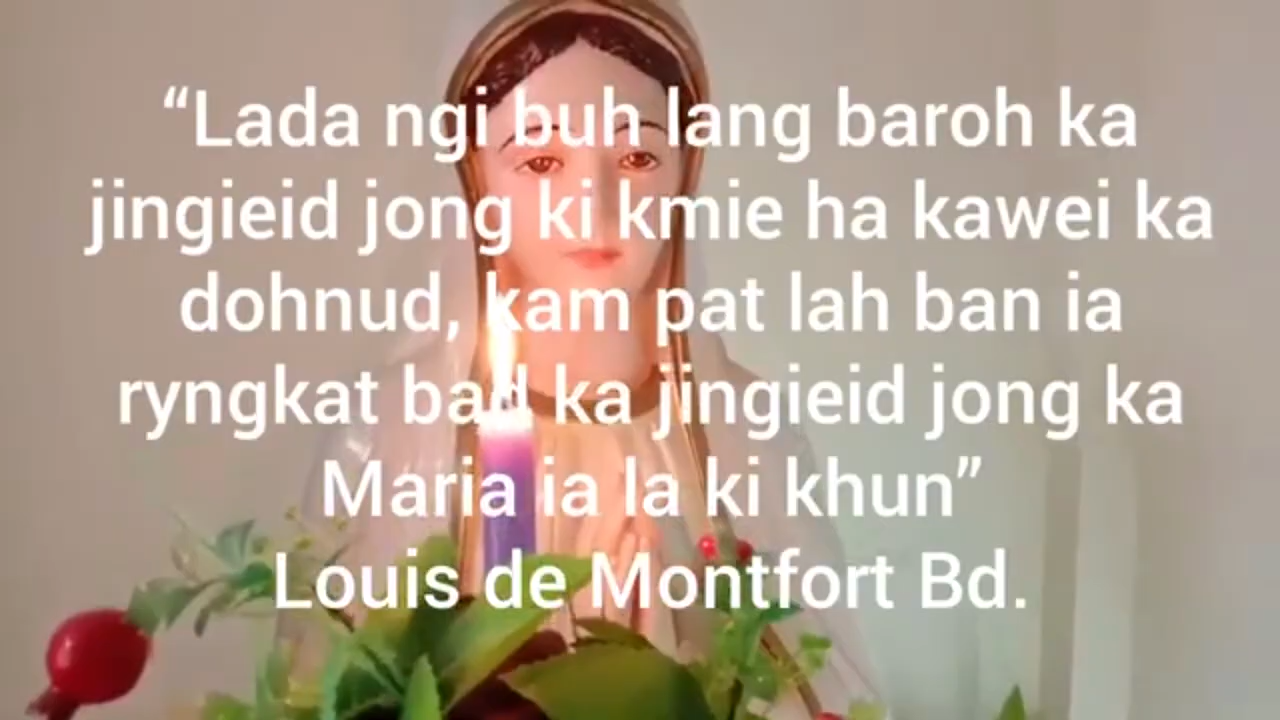 “Lada ngi buh lang baroh ka
jingieid jong ki kmie ha kawei ka
dohnud, kam pat lah ban ia
ryngkat bad ka jingieid jong ka
Maria ia la ki khun”
Louis de Montfort Bd.